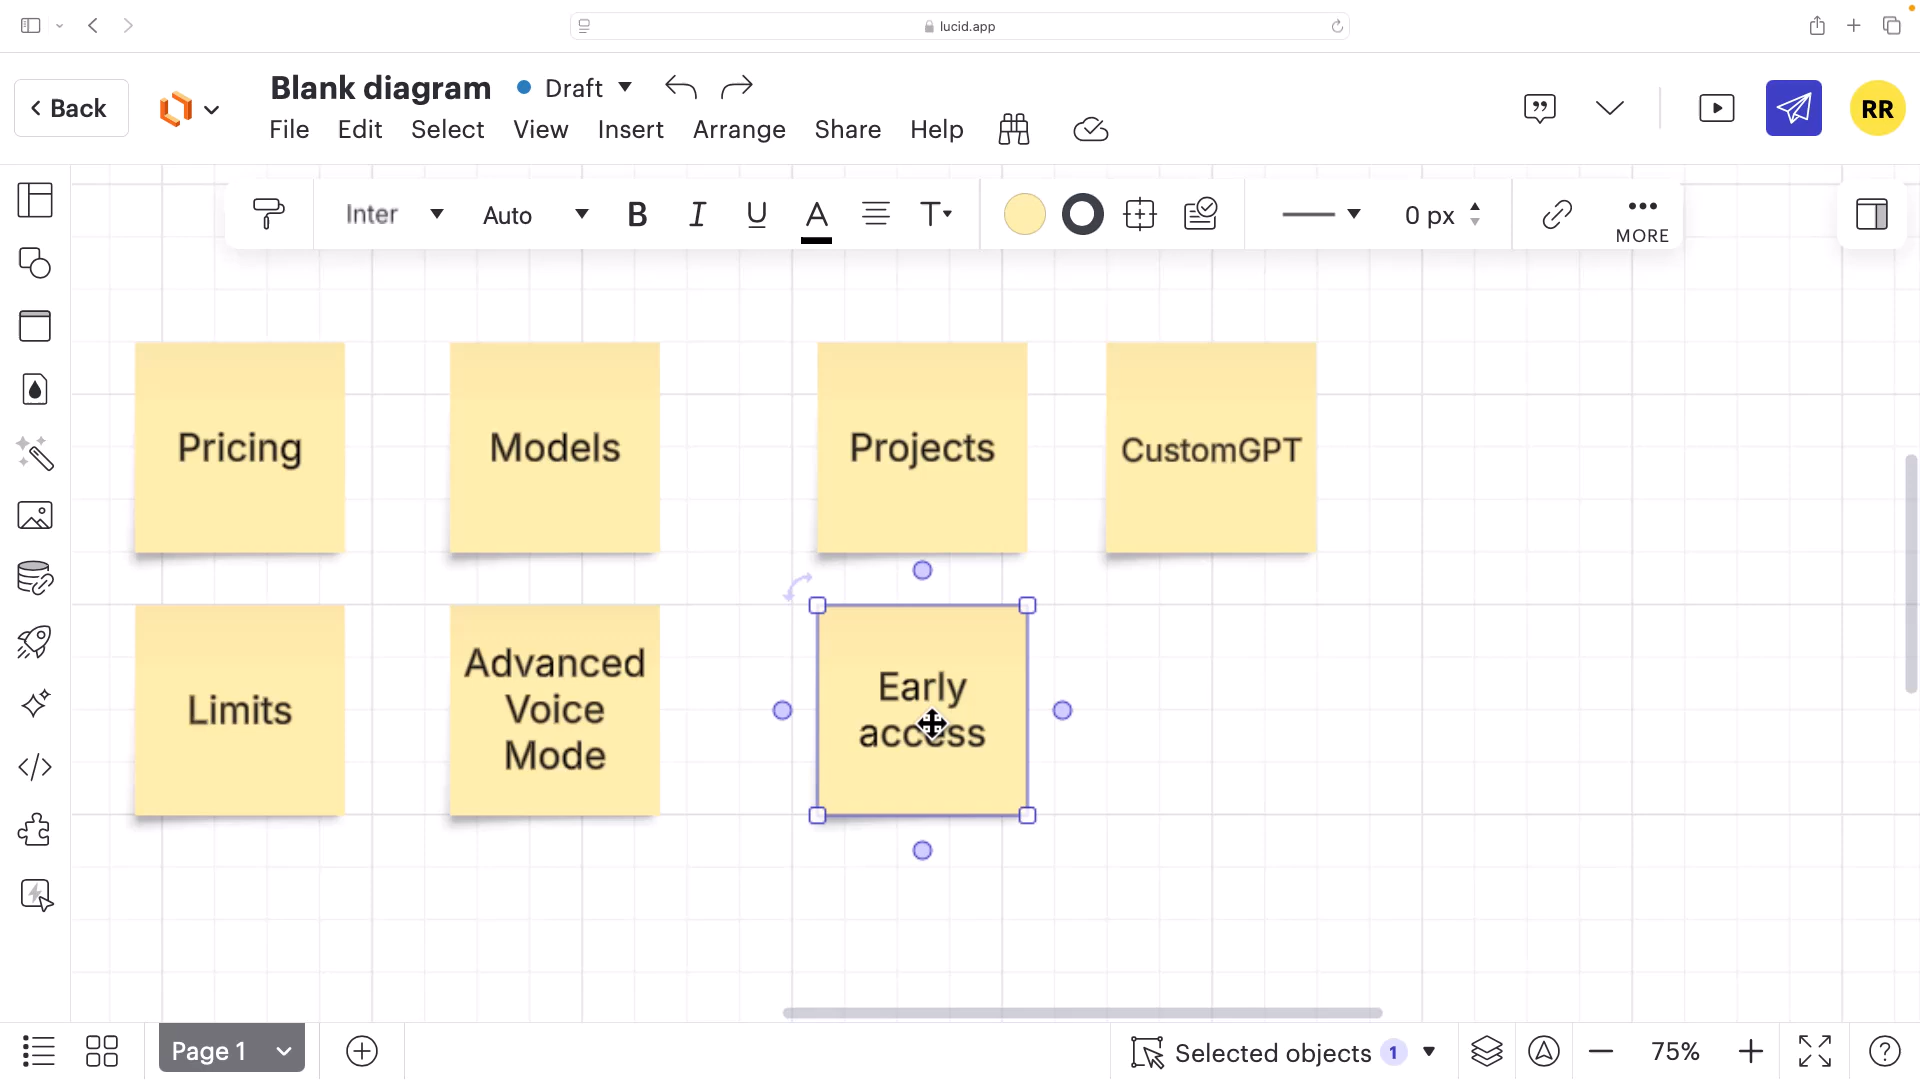 lucid.app
Back
Blank diagram
Draft
File Edit Select View Insert Arrange Share Help
RR
Inter Auto B I U A T 0 px MORE
Pricing
Models
Projects
CustomGPT
Limits
Advanced
Voice
Mode
Early
access
Page 1
Selected objects 1
75%